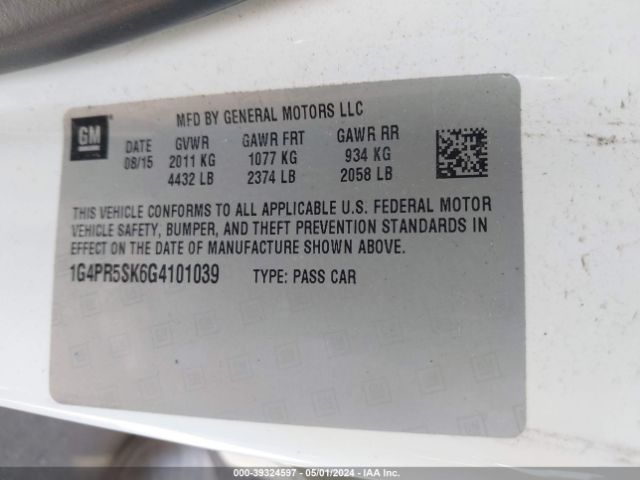 MFD BY GENERAL MOTORS LLC
GM
DATE GVWR GAWR FRT GAWR RR
08/15 2011 KG 1077 KG 934 KG
4432 LB 2374 LB 2058 LB
THIS VEHICLE CONFORMS TO ALL APPLICABLE U.S. FEDERAL MOTOR
VEHICLE SAFETY, BUMPER, AND THEFT PREVENTION STANDARDS IN
EFFECT ON THE DATE OF MANUFACTURE SHOWN ABOVE.
1G4PR5SK6G4101039 TYPE: PASS CAR
000-39324597 - 05/01/2024 - IAA Inc.